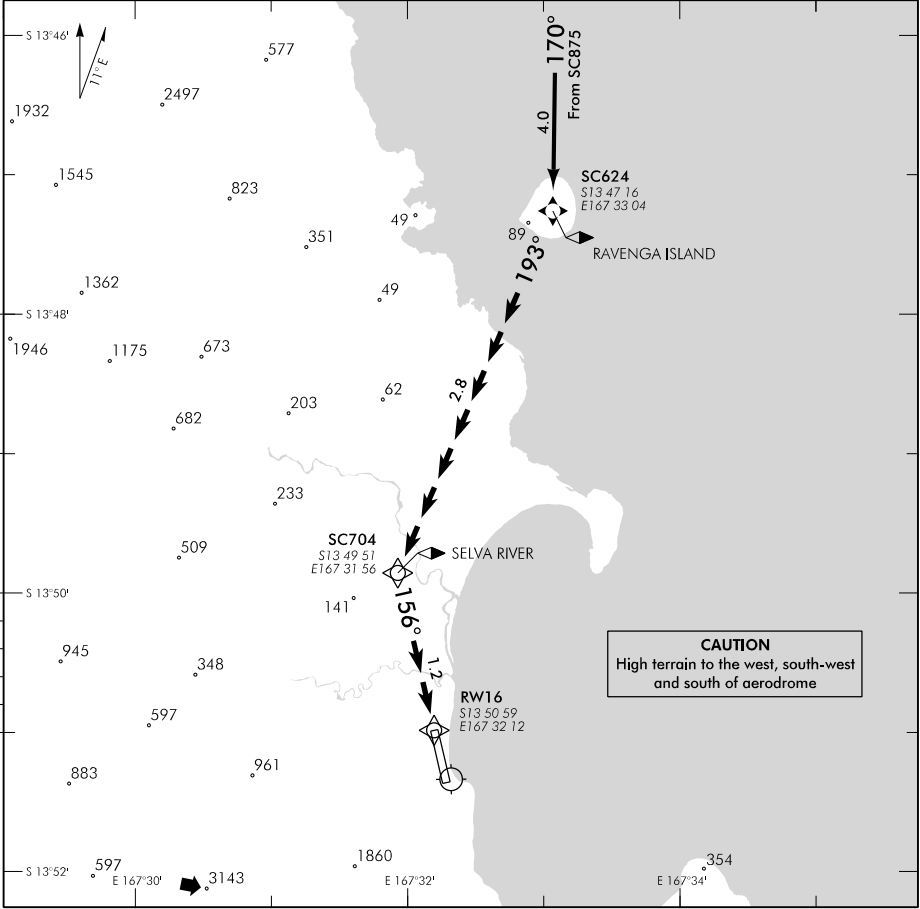 S 13°46'
11°E
577
170°
From SC875
2497
4.0
1932
1545
823
SC624
S13 47 16
E167 33 04
49
89
193°
RAVENGA ISLAND
351
1362
49
S 13°48'
1946
1175
673
2.8
62
203
682
233
SC704
S13 49 51
E167 31 56
SELVA RIVER
509
S 13°50'
141
156°
CAUTION
High terrain to the west, south-west
and south of aerodrome
945
348
1.2
RW16
S13 50 59
E167 32 12
597
883
961
S 13°52'
597
E 167°30'
3143
1860
E 167°32'
E 167°34'
354